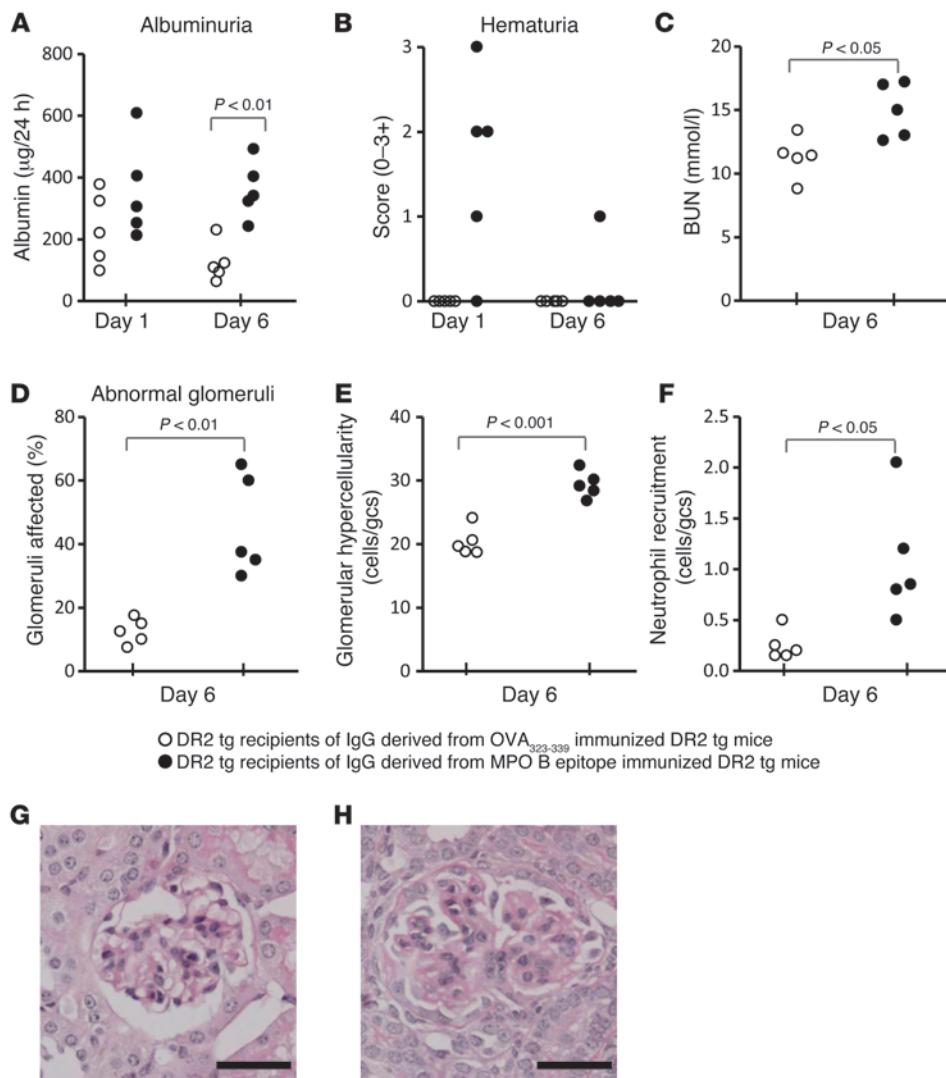 A Albuminuria
800
600
400
200
0
Albumin (µg/24 h)
P < 0.01
Day 1 Day 6
B Hematuria
3
2
1
0
Score (0–3+)
Day 1 Day 6
C
20
15
10
5
0
BUN (mmol/l)
P < 0.05
Day 6
D Abnormal glomeruli
80
60
40
20
0
Glomeruli affected (%)
P < 0.01
Day 6
E
40
30
20
10
0
Glomerular hypercellularity
(cells/gcs)
P < 0.001
Day 6
F
2.5
2.0
1.5
1.0
0.5
0.0
Neutrophil recruitment
(cells/gcs)
P < 0.05
Day 6
DR2 tg recipients of IgG derived from OVA323-339 immunized DR2 tg mice
DR2 tg recipients of IgG derived from MPO B epitope immunized DR2 tg mice
G H